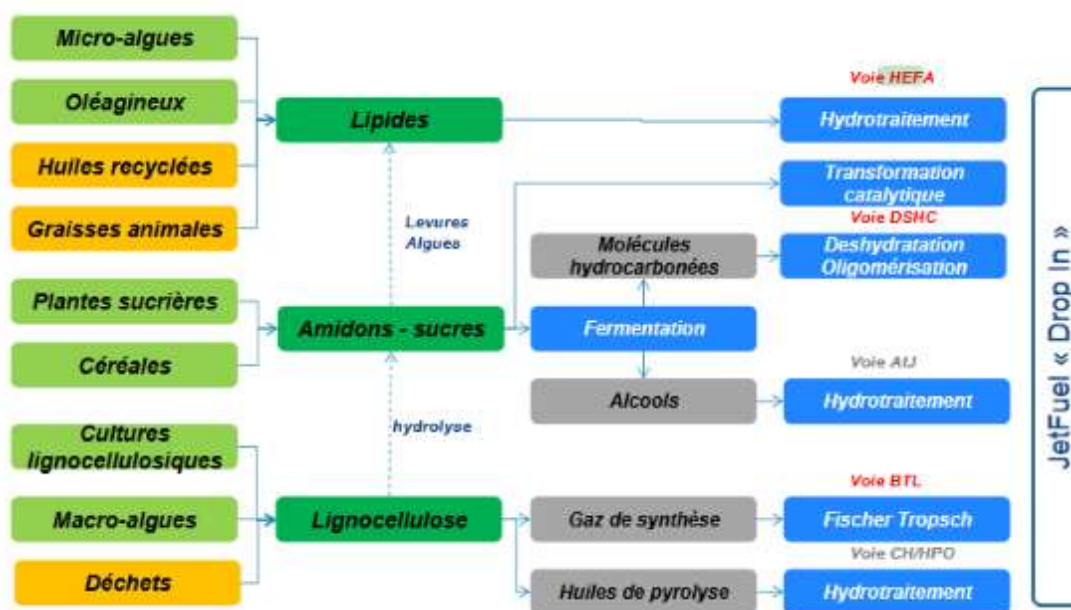 Micro-algues
Oléagineux
Huiles recyclées
Graisses animales
Plantes sucrières
Céréales
Cultures
lignocellulosiques
Macro-algues
Déchets
Lipides
Levures
Algues
Amidons - sucres
hydrolyse
Lignocellulose
Molécules
hydrocarbonées
Fermentation
Alcools
Gaz de synthèse
Huiles de pyrolyse
Voie HEFA
Hydrotraitement
Transformation
catalytique
Voie DSHC
Deshydratation
Oligomérisation
Voie AtJ
Hydrotraitement
Voie BTL
Fischer Tropsch
Voie CH/HPO
Hydrotraitement
JetFuel « Drop In »